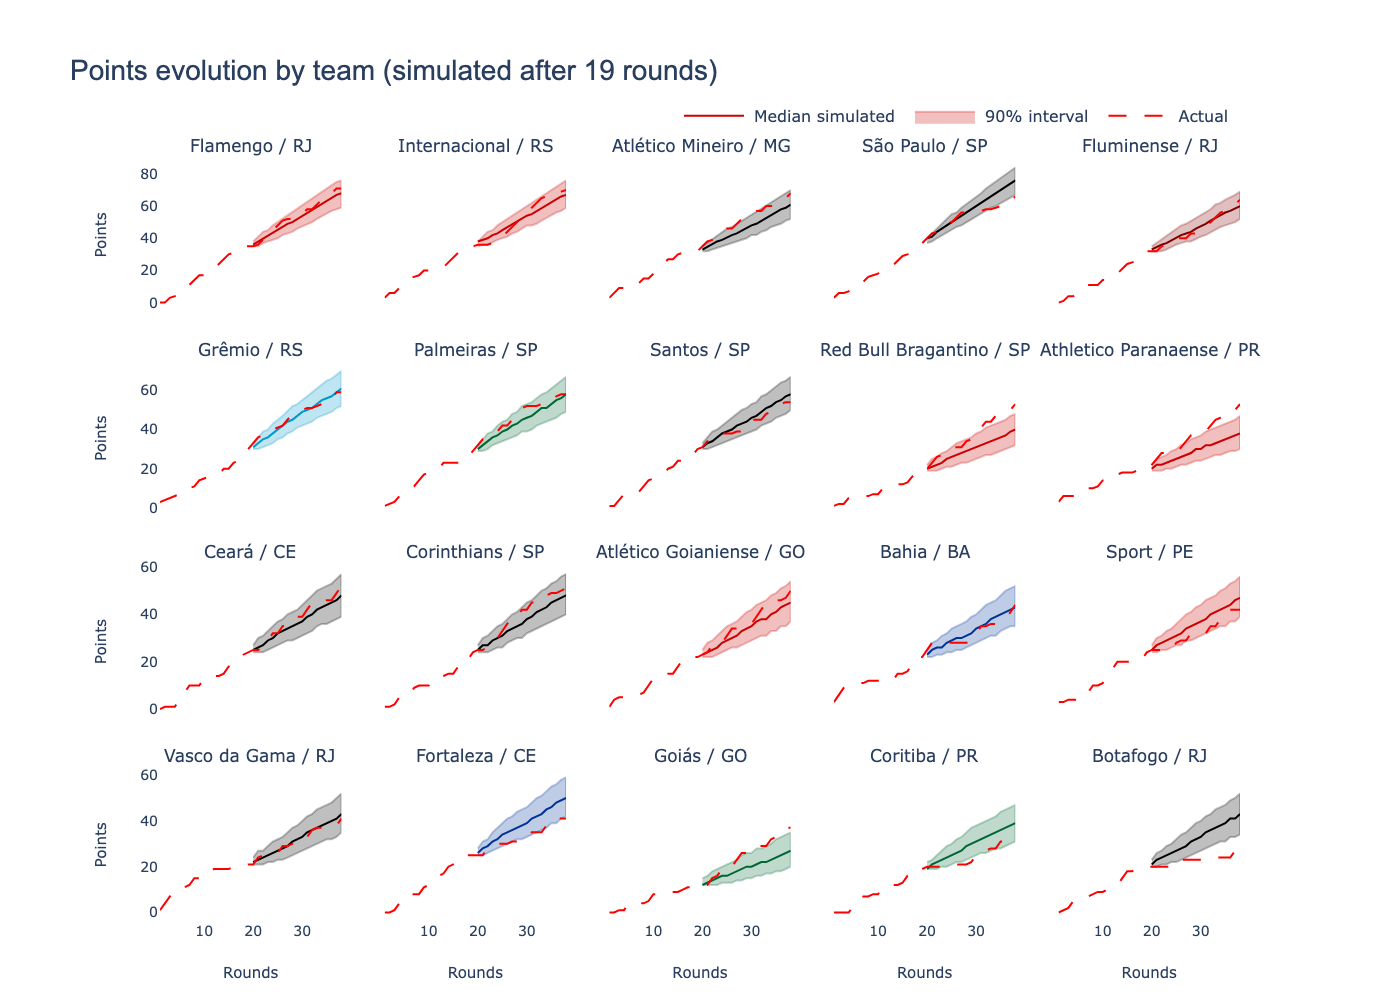 Points evolution by team (simulated after 19 rounds)
Median simulated 90% interval Actual
Flamengo / RJ Internacional / RS Atlético Mineiro / MG São Paulo / SP Fluminense / RJ
80
60
40
20
0
Points
Grêmio / RS Palmeiras / SP Santos / SP Red Bull Bragantino / SP Athletico Paranaense / PR
60
40
20
0
Points
Ceará / CE Corinthians / SP Atlético Goianiense / GO Bahia / BA Sport / PE
60
40
20
0
Points
Vasco da Gama / RJ Fortaleza / CE Goiás / GO Coritiba / PR Botafogo / RJ
60
40
20
0
Points
10 20 30 10 20 30 10 20 30 10 20 30 10 20 30
Rounds Rounds Rounds Rounds Rounds